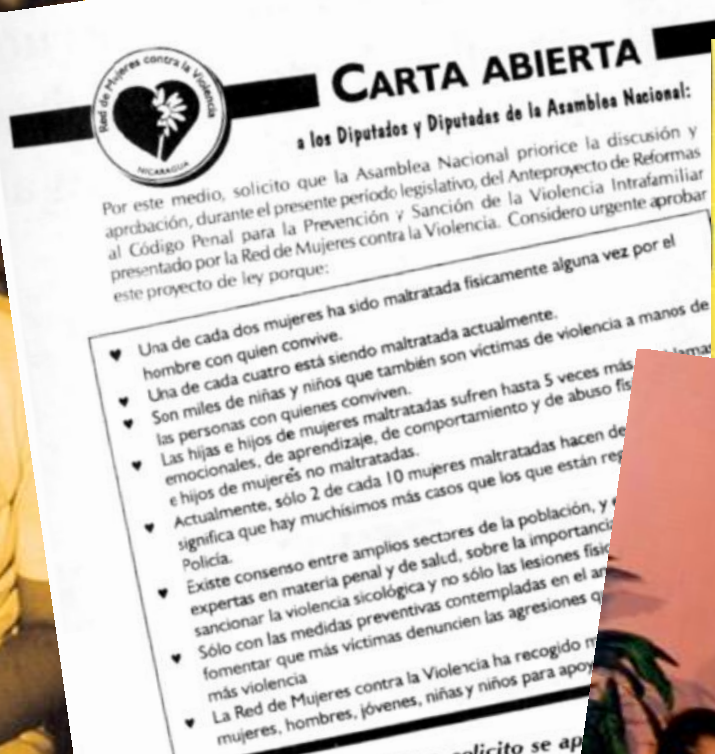 Red de Mujeres contra la Violencia
NICARAGUA
CARTA ABIERTA
a los Diputados y Diputadas de la Asamblea Nacional:
Por este medio, solicito que la Asamblea Nacional priorice la discusión y
aprobación, durante el presente período legislativo, del Anteproyecto de Reformas
al Código Penal para la Prevención y Sanción de la Violencia Intrafamiliar
presentado por la Red de Mujeres contra la Violencia. Considero urgente aprobar
este proyecto de ley porque:
♥ Una de cada dos mujeres ha sido maltratada físicamente alguna vez por el
hombre con quien convive.
♥ Una de cada cuatro está siendo maltratada actualmente.
♥ Son miles de niñas y niños que también son víctimas de violencia a manos de
las personas con quienes conviven.
♥ Las hijas e hijos de mujeres maltratadas sufren hasta 5 veces más
emocionales, de aprendizaje, de comportamiento y de abuso
e hijos de mujeres no maltratadas.
♥ Actualmente, sólo 2 de cada 10 mujeres maltratadas hacen
significa que hay muchísimos más casos que los que están
Policía.
♥ Existe consenso entre amplios sectores de la población, y
expertas en materia penal y de salud, sobre la
sancionar la violencia sicológica y no sólo las lesiones
♥ Sólo con las medidas preventivas contempladas en el
fomentar que más víctimas denuncien las agresiones
más violencia
♥ La Red de Mujeres contra la Violencia ha recogido
mujeres, hombres, jóvenes, niñas y niños para
solicito se